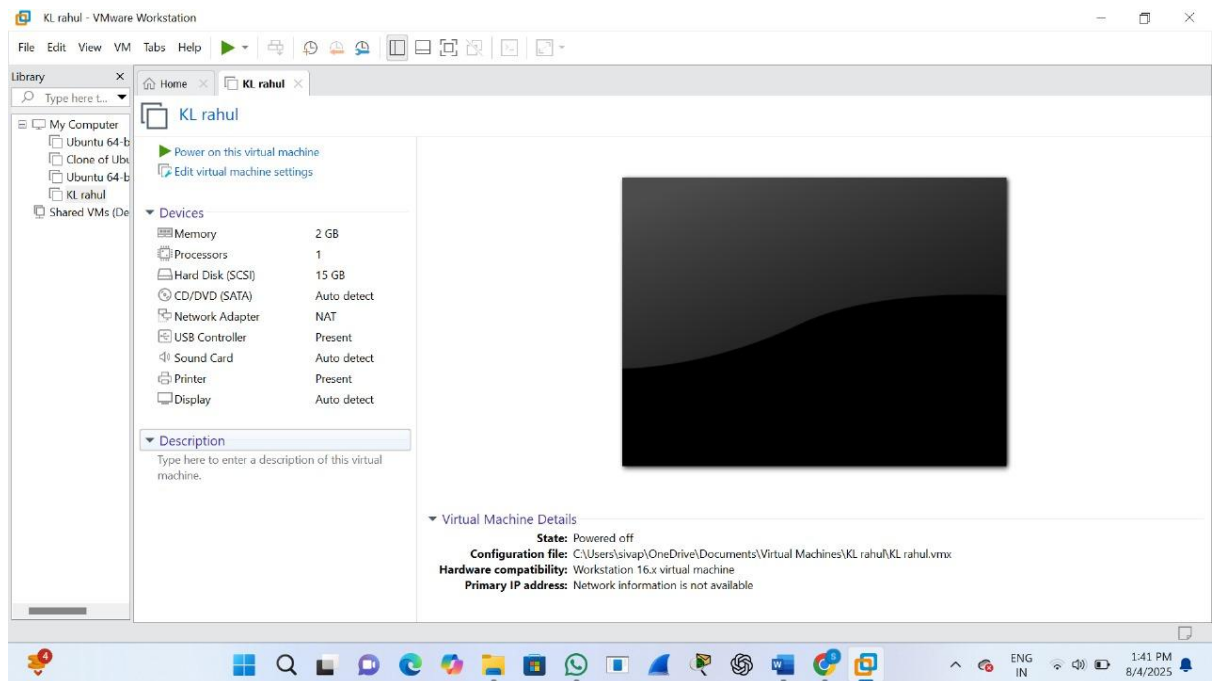 KL rahul - VMware Workstation
File Edit View VM Tabs Help
Library
Type here t...
My Computer
Ubuntu 64-b
Clone of Ubu
Ubuntu 64-b
KL rahul
Shared VMs (De
Home KL rahul
KL rahul
Power on this virtual machine
Edit virtual machine settings
Devices
Memory 2 GB
Processors 1
Hard Disk (SCSI) 15 GB
CD/DVD (SATA) Auto detect
Network Adapter NAT
USB Controller Present
Sound Card Auto detect
Printer Present
Display Auto detect
Description
Type here to enter a description of this virtual
machine.
Virtual Machine Details
State: Powered off
Configuration file: C:\Users\sivap\OneDrive\Documents\Virtual Machines\KL rahul\KL rahul.vmx
Hardware compatibility: Workstation 16.x virtual machine
Primary IP address: Network information is not available
4
ENG
IN
1:41 PM
8/4/2025